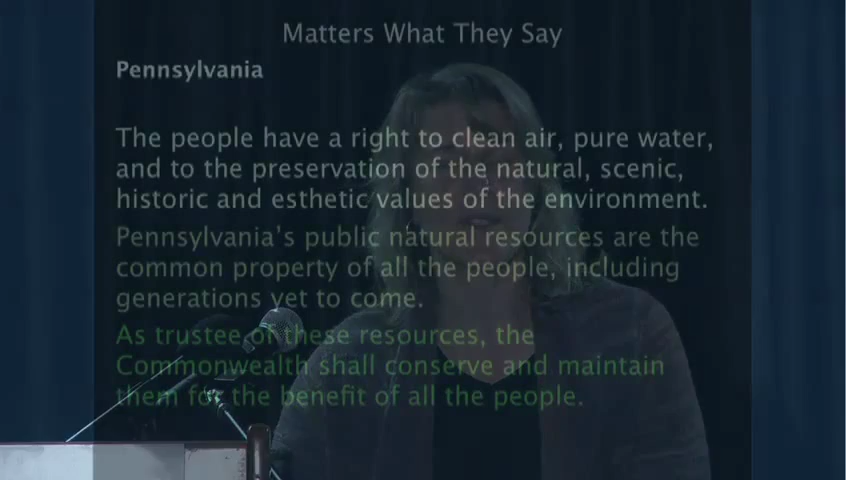 Matters What They Say
Pennsylvania
The people have a right to clean air, pure water,
and to the preservation of the natural, scenic,
historic and esthetic values of the environment.
Pennsylvania's public natural resources are the
common property of all the people, including
generations yet to come.
As trustee of these resources, the
Commonwealth shall conserve and maintain
them for the benefit of all the people.